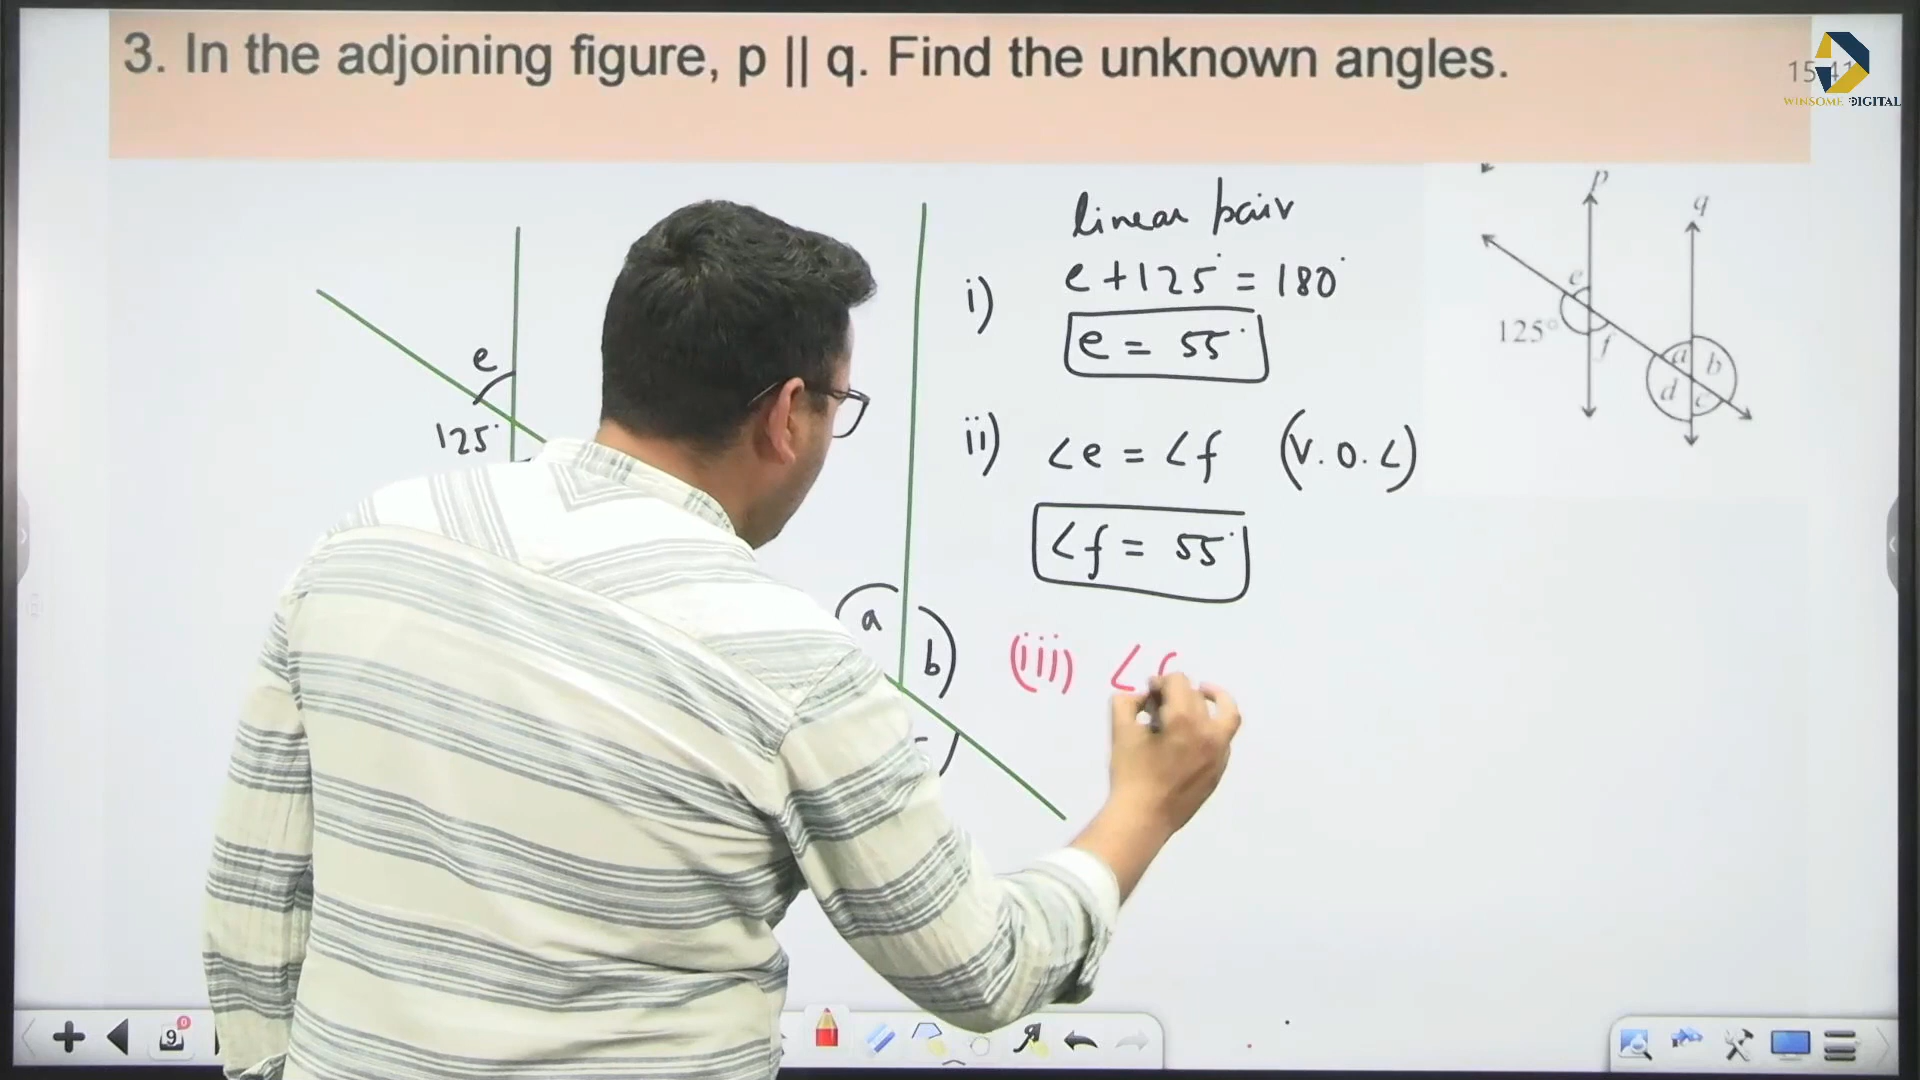 3. In the adjoining figure, p || q. Find the unknown angles.
WINSOME DIGITAL
linear pair
i) e + 125° = 180°
e = 55°
ii) ∠e = ∠f (V.O.∠)
∠f = 55°
(iii) ∠
e
125°
a
b
p
q
e
125°
f
a
b
d
c
9